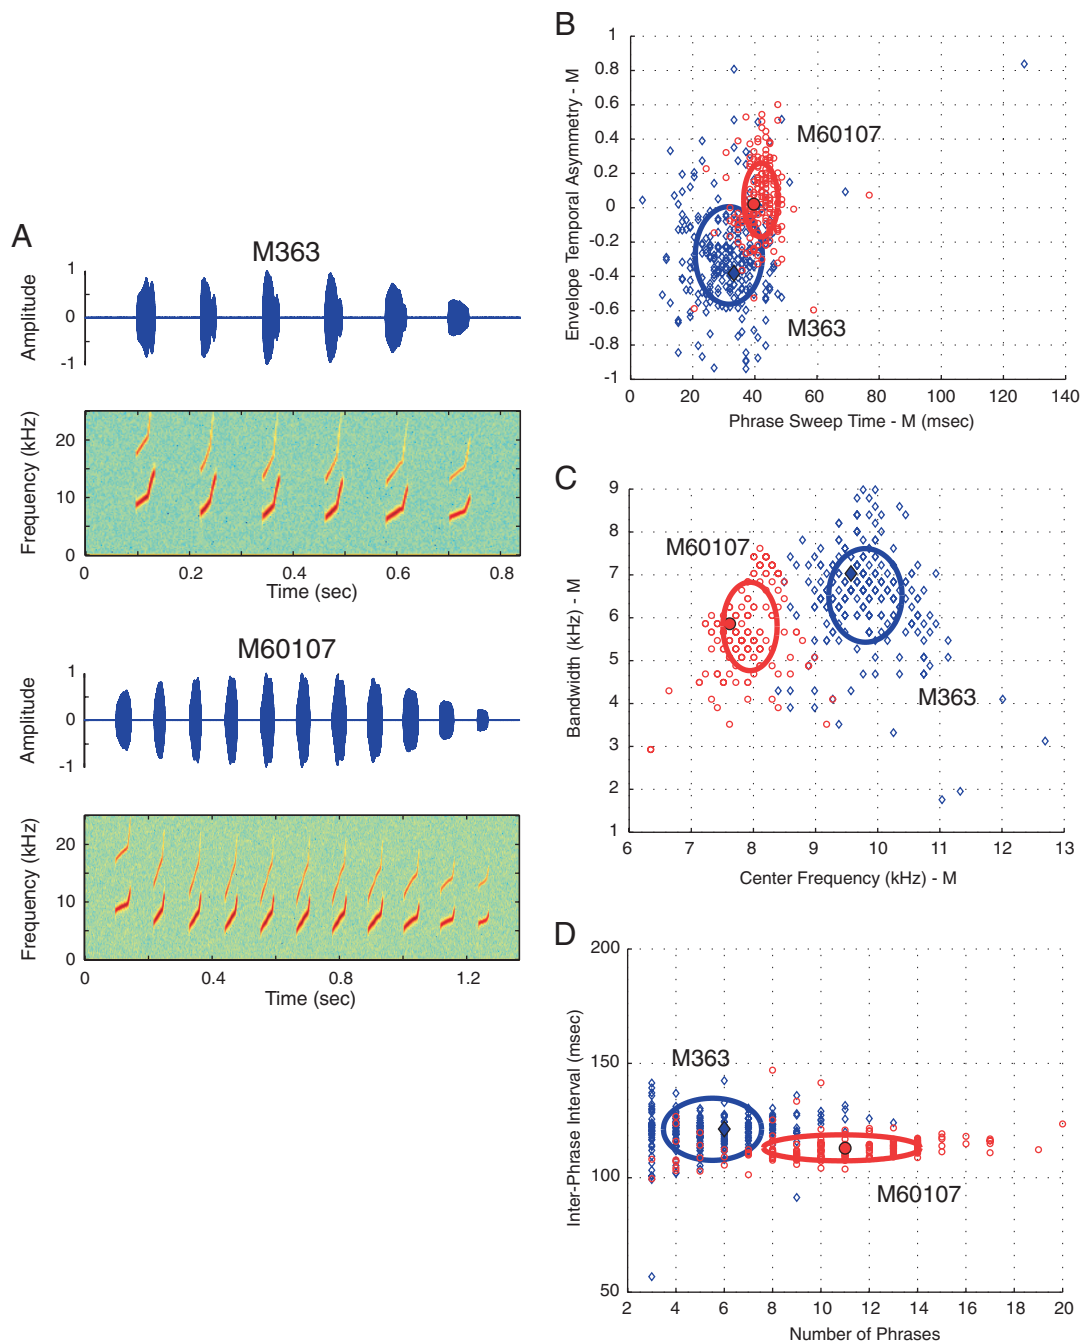 A
M363
Amplitude
1
0
-1
Frequency (kHz)
20
10
0
0 0.2 0.4 0.6 0.8
Time (sec)
M60107
Amplitude
1
0
-1
Frequency (kHz)
20
10
0
0 0.4 0.8 1.2
Time (sec)
B
Envelope Temporal Asymmetry - M
1
0.8
0.6
0.4
0.2
0
-0.2
-0.4
-0.6
-0.8
-1
M60107
M363
0 20 40 60 80 100 120 140
Phrase Sweep Time - M (msec)
C
Bandwidth (kHz) - M
9
8
7
6
5
4
3
2
1
M60107
M363
6 7 8 9 10 11 12 13
Center Frequency (kHz) - M
D
Inter-Phrase Interval (msec)
200
150
100
50
M363
M60107
2 4 6 8 10 12 14 16 18 20
Number of Phrases